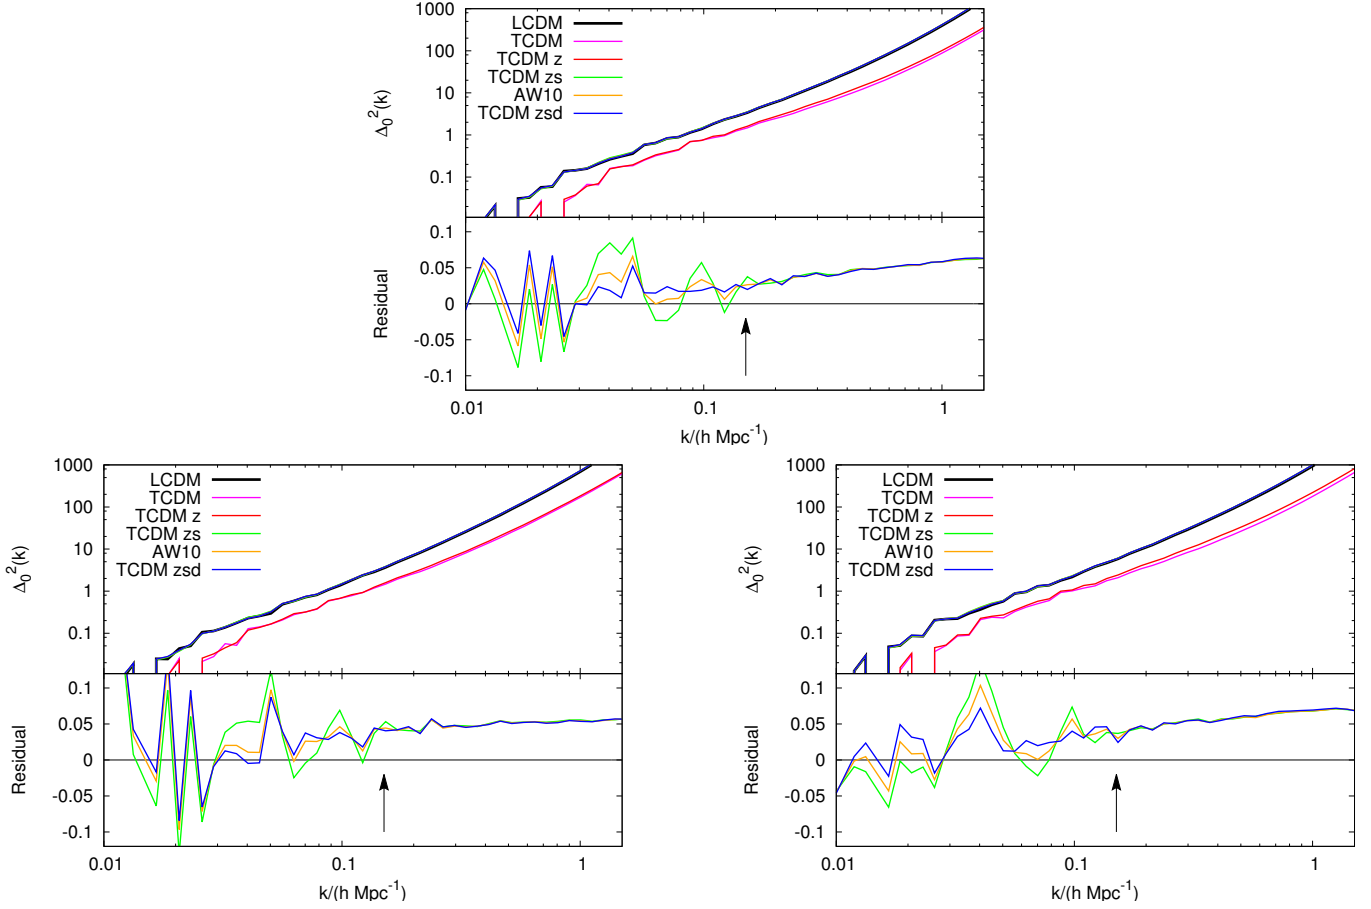 1000
100
10
1
0.1
Δ₀²(k)
LCDM
TCDM
TCDM z
TCDM zs
AW10
TCDM zsd
0.1
0.05
0
-0.05
-0.1
Residual
0.01
0.1
1
k/(h Mpc⁻¹)
1000
100
10
1
0.1
Δ₀²(k)
LCDM
TCDM
TCDM z
TCDM zs
AW10
TCDM zsd
0.1
0.05
0
-0.05
-0.1
Residual
0.01
0.1
1
k/(h Mpc⁻¹)
1000
100
10
1
0.1
Δ₀²(k)
LCDM
TCDM
TCDM z
TCDM zs
AW10
TCDM zsd
0.1
0.05
0
-0.05
-0.1
Residual
0.01
0.1
1
k/(h Mpc⁻¹)